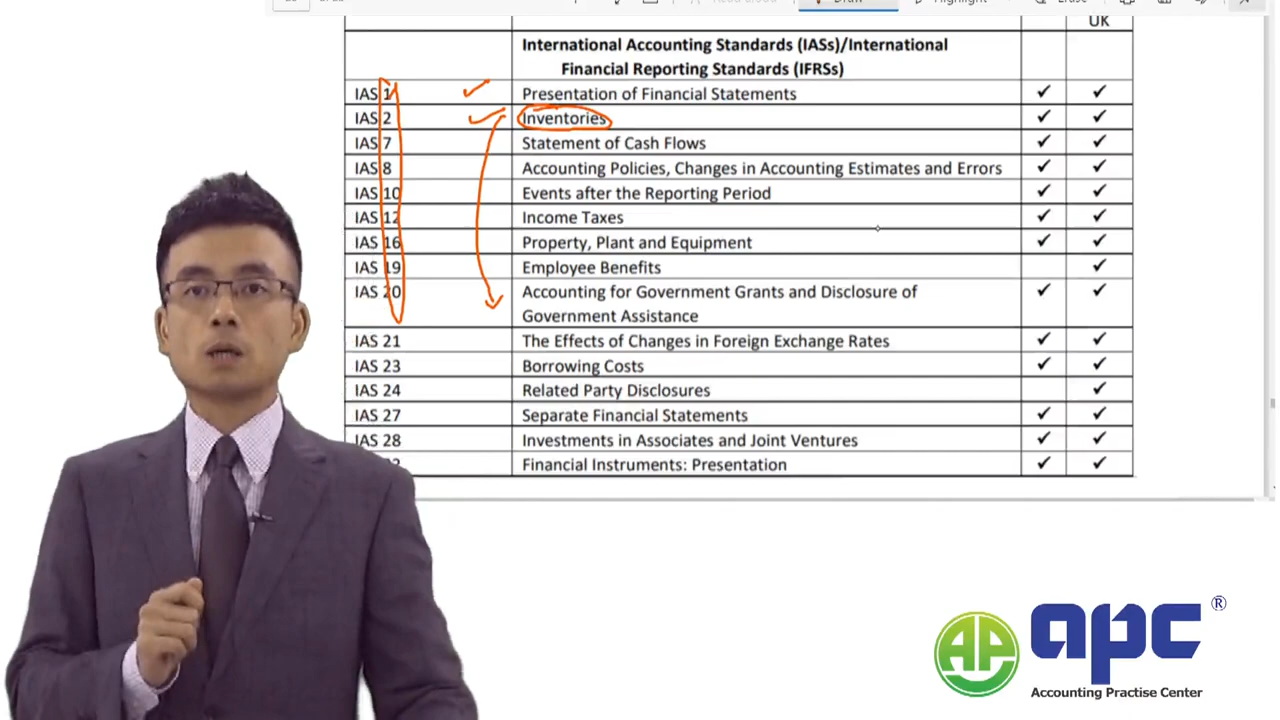 Draw
Highlight
Erase
UK
International Accounting Standards (IASs)/International
Financial Reporting Standards (IFRSs)
IAS 1 Presentation of Financial Statements ✓ ✓
IAS 2 Inventories ✓ ✓
IAS 7 Statement of Cash Flows ✓ ✓
IAS 8 Accounting Policies, Changes in Accounting Estimates and Errors ✓ ✓
IAS 10 Events after the Reporting Period ✓ ✓
IAS 12 Income Taxes ✓ ✓
IAS 16 Property, Plant and Equipment ✓ ✓
IAS 19 Employee Benefits ✓
IAS 20 Accounting for Government Grants and Disclosure of ✓ ✓
Government Assistance
IAS 21 The Effects of Changes in Foreign Exchange Rates ✓ ✓
IAS 23 Borrowing Costs ✓ ✓
IAS 24 Related Party Disclosures ✓
IAS 27 Separate Financial Statements ✓ ✓
IAS 28 Investments in Associates and Joint Ventures ✓ ✓
Financial Instruments: Presentation ✓ ✓
AP apc ®
Accounting Practise Center